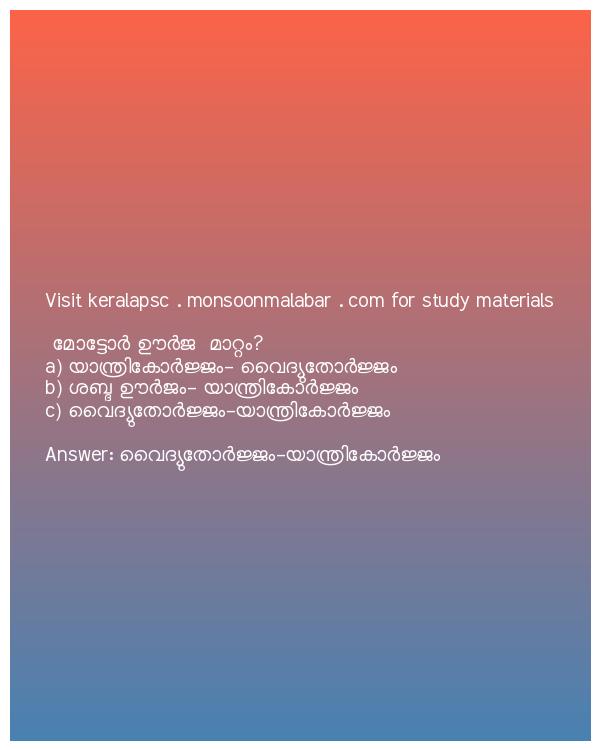 Visit keralapsc . monsoonmalabar . com for study materials
മോട്ടോർ ഊർജ മാറ്റം?
a) യാന്ത്രികോർജ്ജം- വൈദ്യുതോർജ്ജം
b) ശബ്ദ ഊർജം- യാന്ത്രികോർജ്ജം
c) വൈദ്യുതോർജ്ജം-യാന്ത്രികോർജ്ജം
Answer: വൈദ്യുതോർജ്ജം-യാന്ത്രികോർജ്ജം